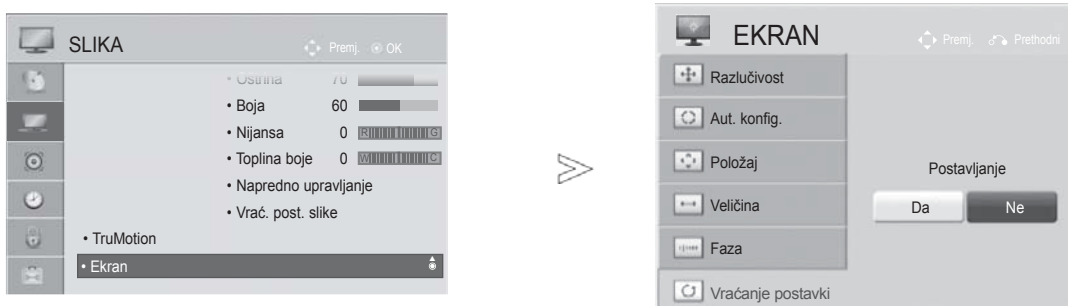 SLIKA
Premj. OK
• Oštrina 70
• Boja 60
• Nijansa 0 R G
• Toplina boje 0 W C
• Napredno upravljanje
• Vrać. post. slike
• TruMotion
• Ekran
EKRAN
Premj. Prethodni
Razlučivost
Aut. konfig.
Položaj
Veličina
Faza
Vraćanje postavki
Postavljanje
Da Ne